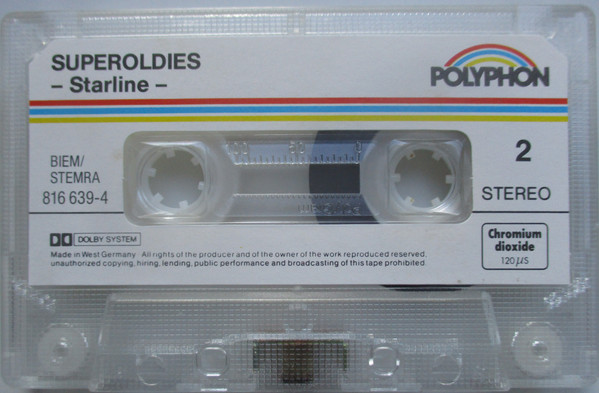 SUPEROLDIES
– Starline –
POLYPHON
BIEM/
STEMRA
816 639-4
2
STEREO
DOLBY SYSTEM
Made in West Germany All rights of the producer and of the owner of the work reproduced reserved.
unauthorized copying, hiring, lending, public performance and broadcasting of this tape prohibited.
Chromium
dioxide
120 µS